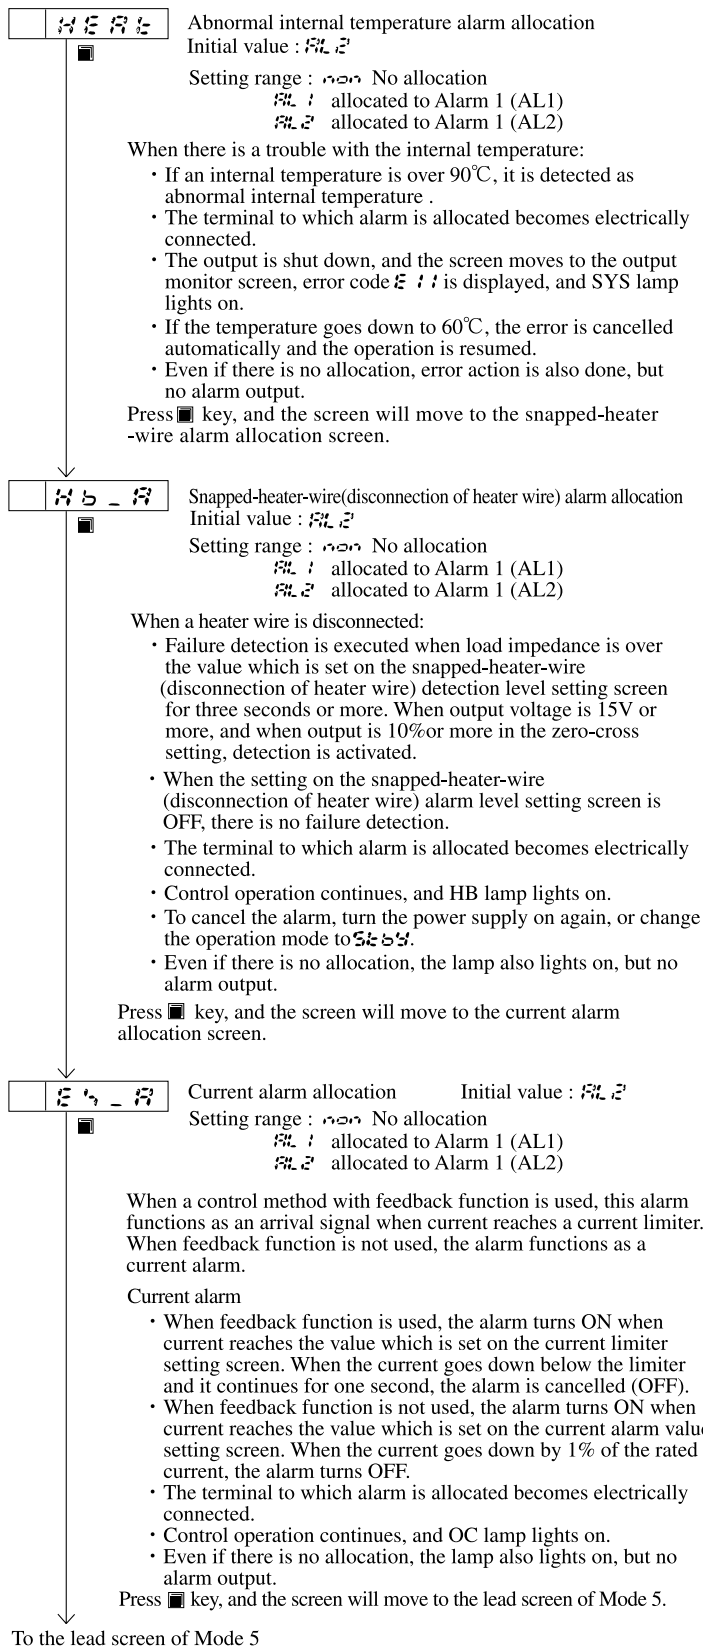 HEAt Abnormal internal temperature alarm allocation
Initial value : AL2
Setting range : non No allocation
AL1 allocated to Alarm 1 (AL1)
AL2 allocated to Alarm 1 (AL2)
When there is a trouble with the internal temperature:
・If an internal temperature is over 90℃, it is detected as
abnormal internal temperature .
・The terminal to which alarm is allocated becomes electrically
connected.
・The output is shut down, and the screen moves to the output
monitor screen, error code E11 is displayed, and SYS lamp
lights on.
・If the temperature goes down to 60℃, the error is cancelled
automatically and the operation is resumed.
・Even if there is no allocation, error action is also done, but
no alarm output.
Press ▣ key, and the screen will move to the snapped-heater
-wire alarm allocation screen.
Hb_A Snapped-heater-wire(disconnection of heater wire) alarm allocation
Initial value : AL2
Setting range : non No allocation
AL1 allocated to Alarm 1 (AL1)
AL2 allocated to Alarm 1 (AL2)
When a heater wire is disconnected:
・Failure detection is executed when load impedance is over
the value which is set on the snapped-heater-wire
(disconnection of heater wire) detection level setting screen
for three seconds or more. When output voltage is 15V or
more, and when output is 10%or more in the zero-cross
setting, detection is activated.
・When the setting on the snapped-heater-wire
(disconnection of heater wire) alarm level setting screen is
OFF, there is no failure detection.
・The terminal to which alarm is allocated becomes electrically
connected.
・Control operation continues, and HB lamp lights on.
・To cancel the alarm, turn the power supply on again, or change
the operation mode to StbY.
・Even if there is no allocation, the lamp also lights on, but no
alarm output.
Press ▣ key, and the screen will move to the current alarm
allocation screen.
_A Current alarm allocation Initial value : AL2
Setting range : non No allocation
AL1 allocated to Alarm 1 (AL1)
AL2 allocated to Alarm 1 (AL2)
When a control method with feedback function is used, this alarm
functions as an arrival signal when current reaches a current limiter.
When feedback function is not used, the alarm functions as a
current alarm.
Current alarm
・When feedback function is used, the alarm turns ON when
current reaches the value which is set on the current limiter
setting screen. When the current goes down below the limiter
and it continues for one second, the alarm is cancelled (OFF).
・When feedback function is not used, the alarm turns ON when
current reaches the value which is set on the current alarm value
setting screen. When the current goes down by 1% of the rated
current, the alarm turns OFF.
・The terminal to which alarm is allocated becomes electrically
connected.
・Control operation continues, and OC lamp lights on.
・Even if there is no allocation, the lamp also lights on, but no
alarm output.
Press ▣ key, and the screen will move to the lead screen of Mode 5.
To the lead screen of Mode 5